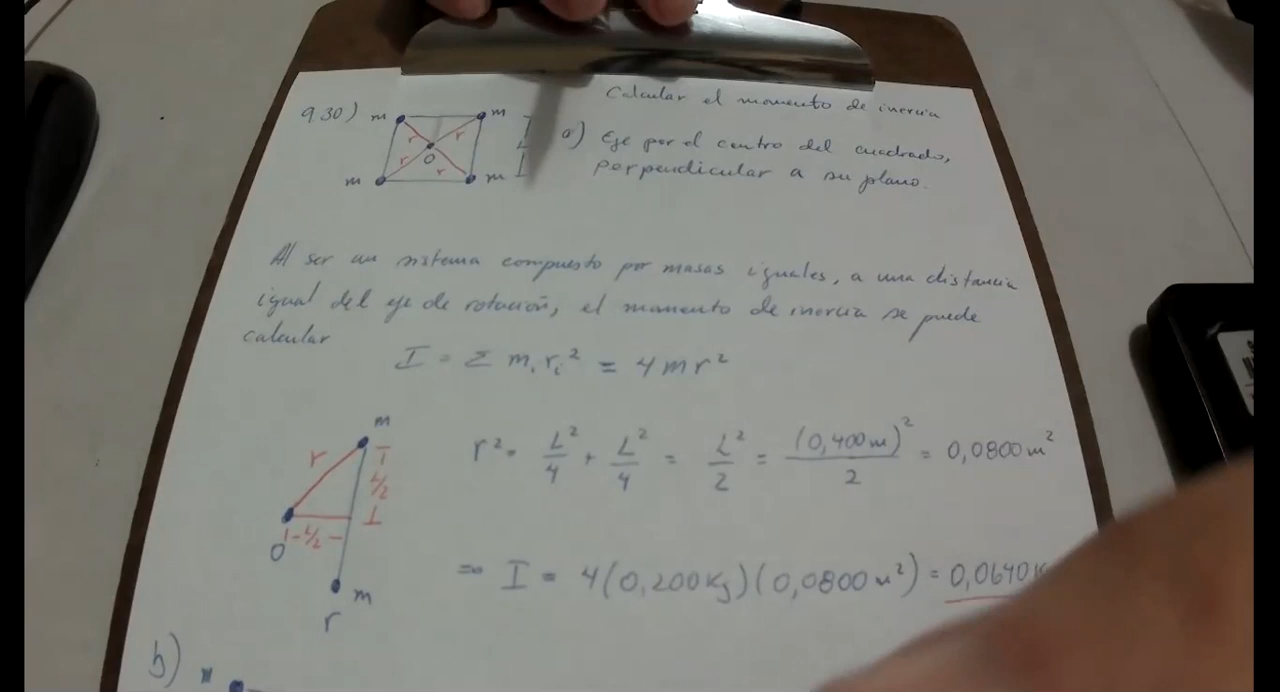 Calcular el momento de inercia
9.30) m m L
a) Eje por el centro del cuadrado,
r r
O
r r
m m
perpendicular a su plano.
Al ser un sistema compuesto por masas iguales, a una distancia
igual del eje de rotación, el momento de inercia se puede
calcular
I = Σ mᵢ rᵢ² = 4 m r²
m
r
L/2
O
L/2
m
r
r² = L²/4 + L²/4 = L²/2 = (0,400 m)²/2 = 0,0800 m²
⇒ I = 4(0,200 Kg)(0,0800 m²) = 0,0640 K
b)